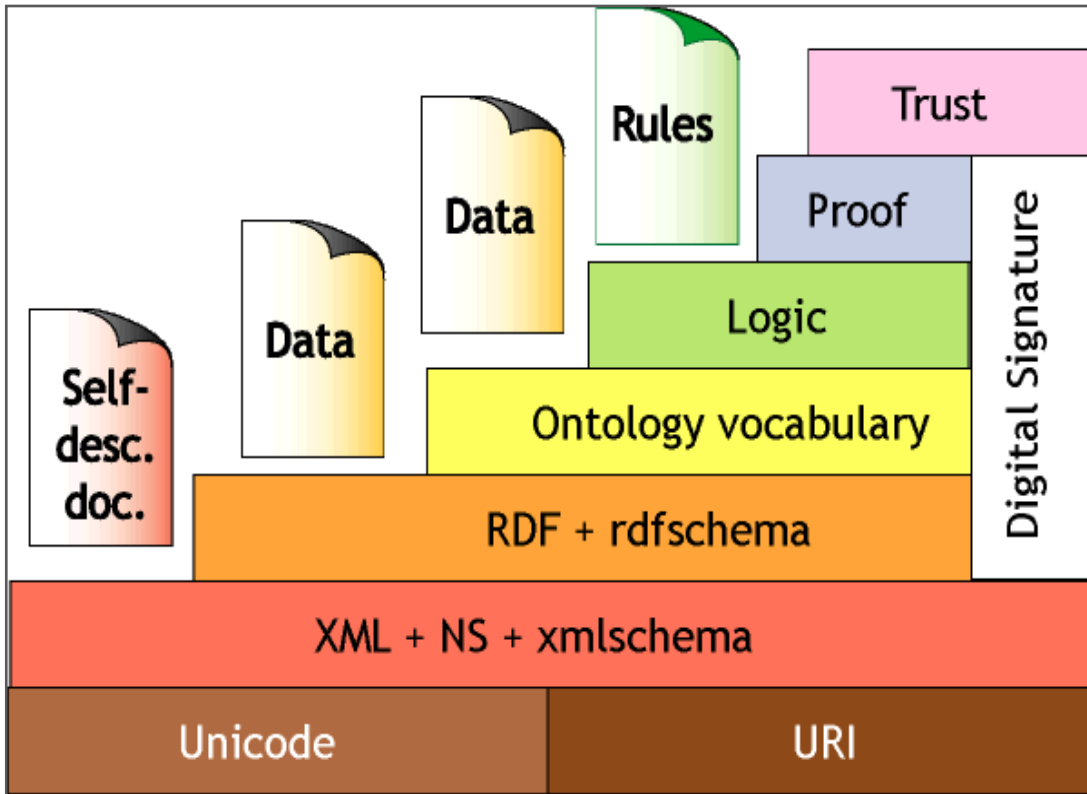 Trust
Rules
Proof
Data
Logic
Data
Self-
desc.
doc.
Ontology vocabulary
Digital Signature
RDF + rdfschema
XML + NS + xmlschema
Unicode
URI